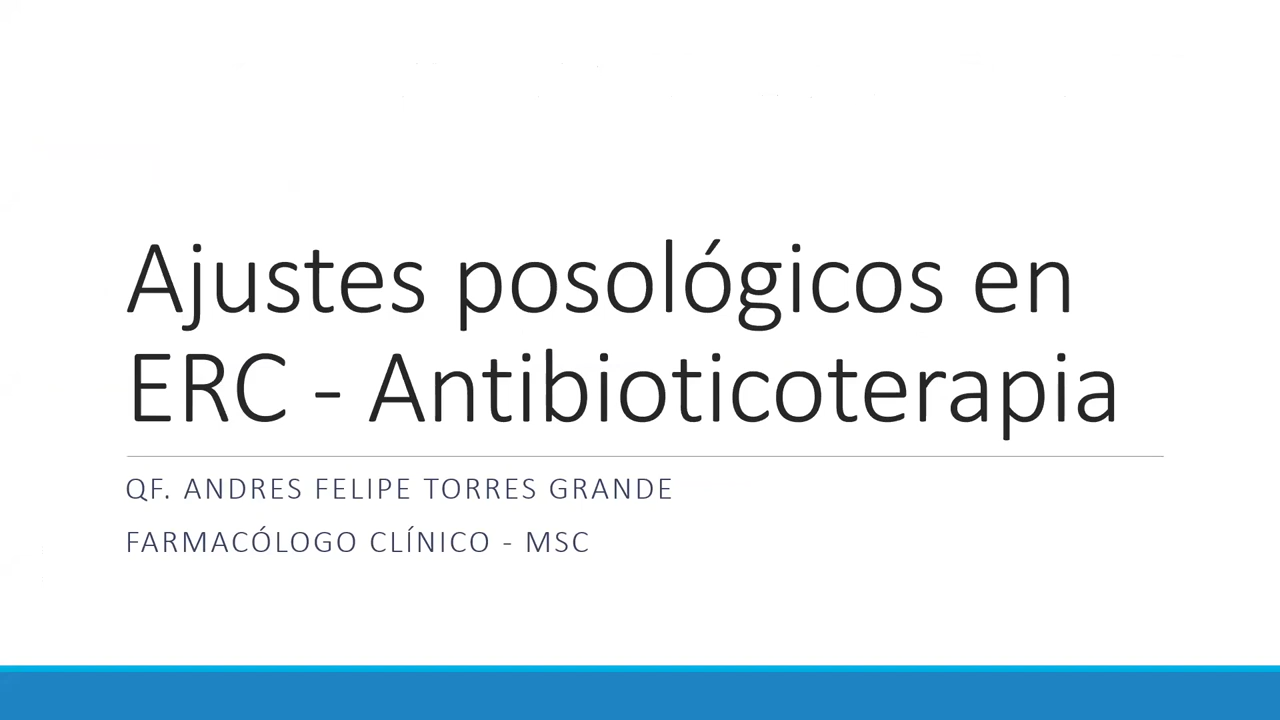 Ajustes posológicos en
ERC - Antibioticoterapia
QF. ANDRES FELIPE TORRES GRANDE
FARMACÓLOGO CLÍNICO - MSC